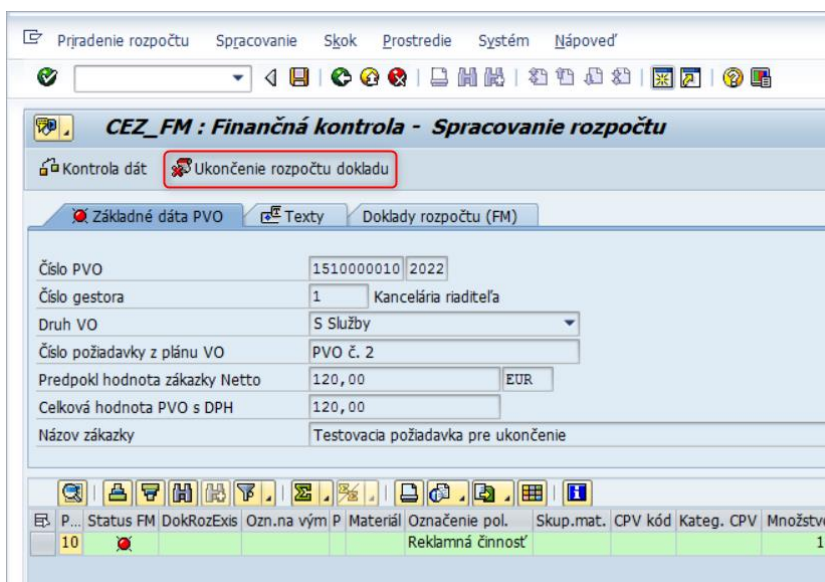 Priradenie rozpočtu Spracovanie Skok Prostredie Systém Nápoveď
CEZ_FM : Finančná kontrola - Spracovanie rozpočtu
Kontrola dát Ukončenie rozpočtu dokladu
Základné dáta PVO Texty Doklady rozpočtu (FM)
Číslo PVO 1510000010 2022
Číslo gestora 1 Kancelária riaditeľa
Druh VO S Služby
Číslo požiadavky z plánu VO PVO č. 2
Predpokl hodnota zákazky Netto 120,00 EUR
Celková hodnota PVO s DPH 120,00
Názov zákazky Testovacia požiadavka pre ukončenie
P... Status FM DokRozExis Ozn.na vým P Materiál Označenie pol. Skup.mat. CPV kód Kateg. CPV Množstvo
10 Reklamná činnosť 1